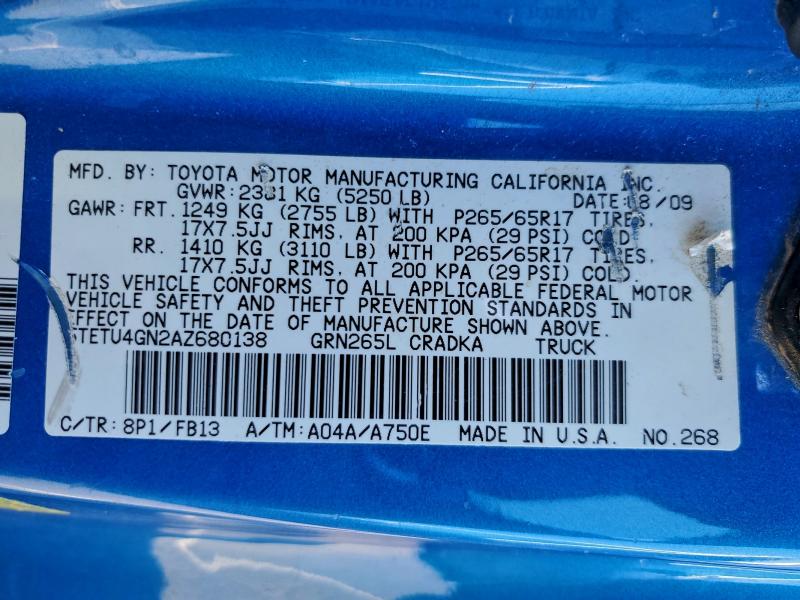 MFD. BY: TOYOTA MOTOR MANUFACTURING CALIFORNIA INC.
GVWR: 2381 KG (5250 LB) DATE: 8/09
GAWR: FRT. 1249 KG (2755 LB) WITH P265/65R17 TIRES,
17X7.5JJ RIMS, AT 200 KPA (29 PSI) COLD
RR. 1410 KG (3110 LB) WITH P265/65R17 TIRES,
17X7.5JJ RIMS, AT 200 KPA (29 PSI) COLD.
THIS VEHICLE CONFORMS TO ALL APPLICABLE FEDERAL MOTOR
VEHICLE SAFETY AND THEFT PREVENTION STANDARDS IN
EFFECT ON THE DATE OF MANUFACTURE SHOWN ABOVE.
5TETU4GN2AZ680138 GRN265L CRADKA TRUCK
C/TR: 8P1/FB13 A/TM: A04A/A750E MADE IN U.S.A. NO. 268